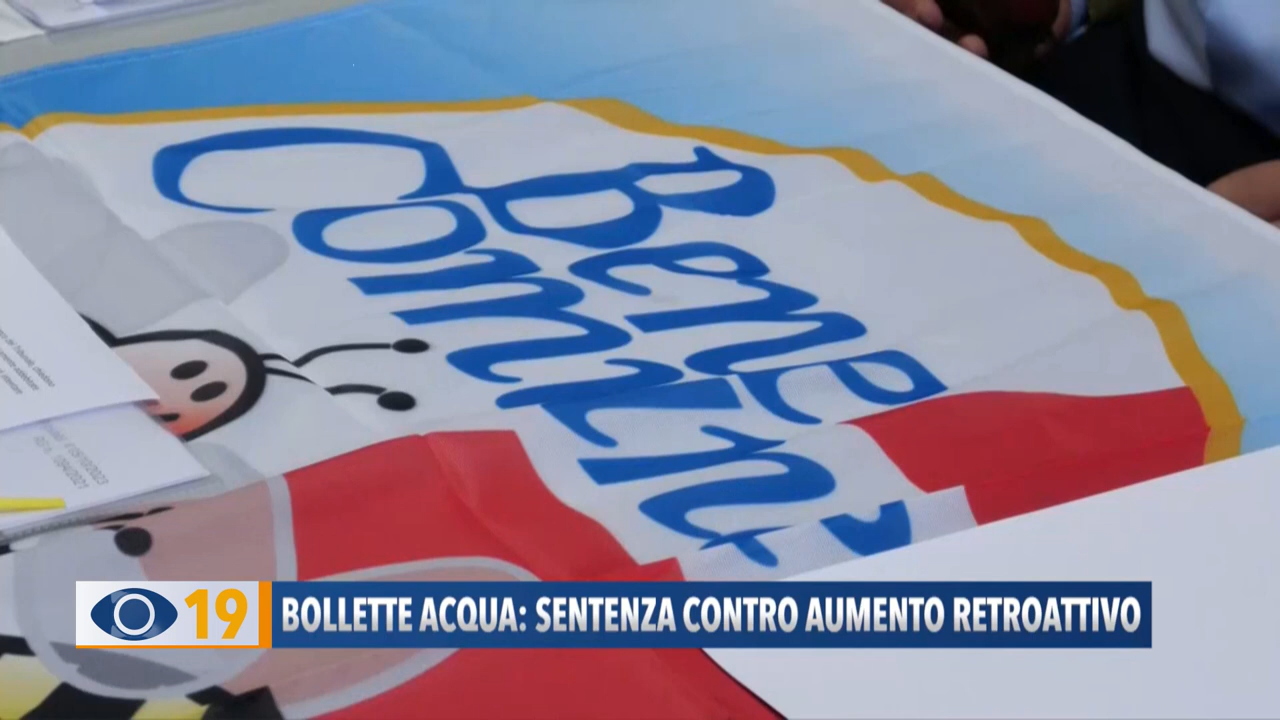 Bene
Comune
19
BOLLETTE ACQUA: SENTENZA CONTRO AUMENTO RETROATTIVO